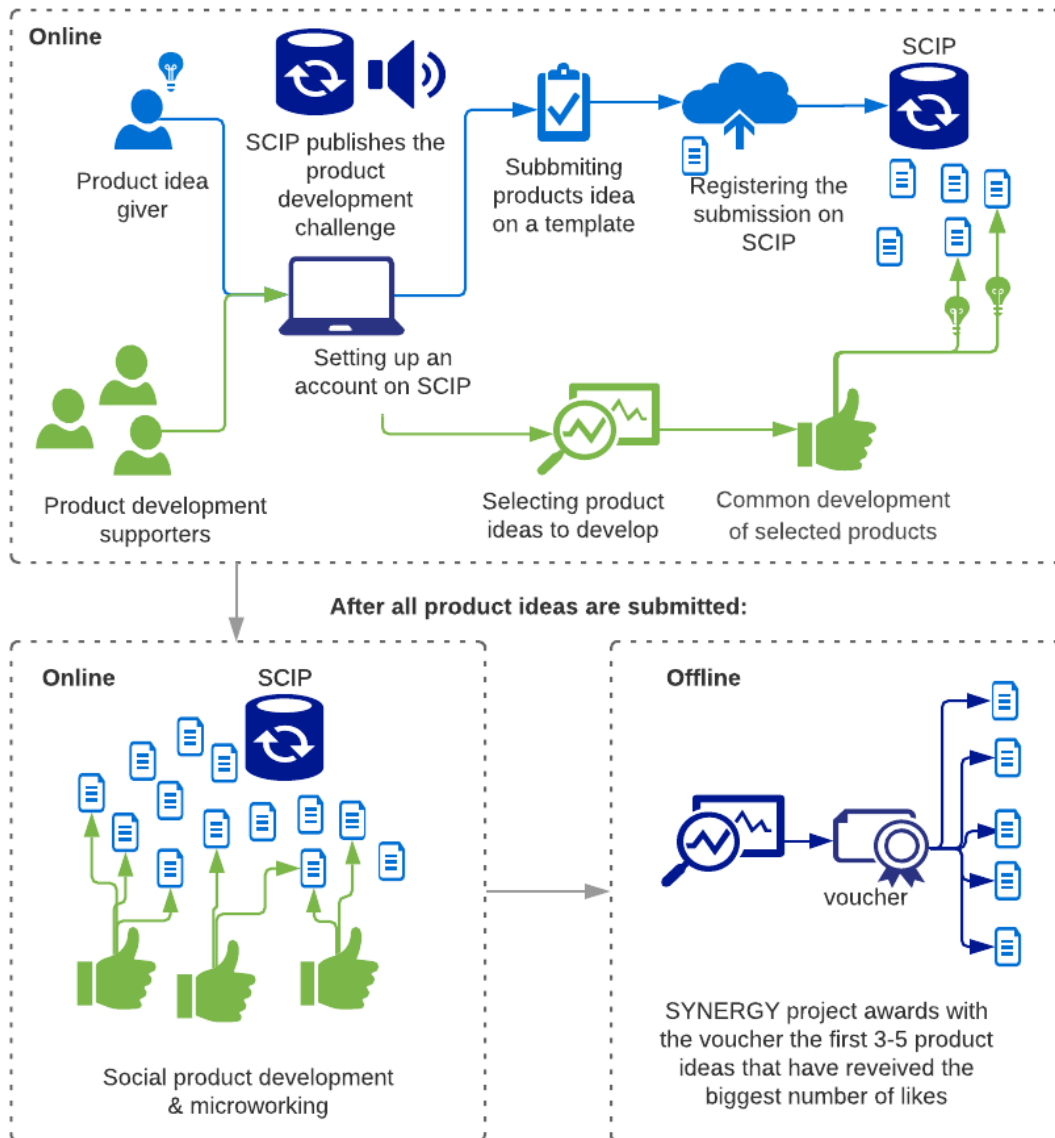 Online
SCIP
SCIP publishes the
product
development
challenge
Product idea
giver
Subbmiting
products idea
on a template
Registering the
submission on
SCIP
Setting up an
account on SCIP
Product development
supporters
Selecting product
ideas to develop
Common development
of selected products
After all product ideas are submitted:
Online
SCIP
Social product development
& microworking
Offline
voucher
SYNERGY project awards with
the voucher the first 3-5 product
ideas that have reveived the
biggest number of likes